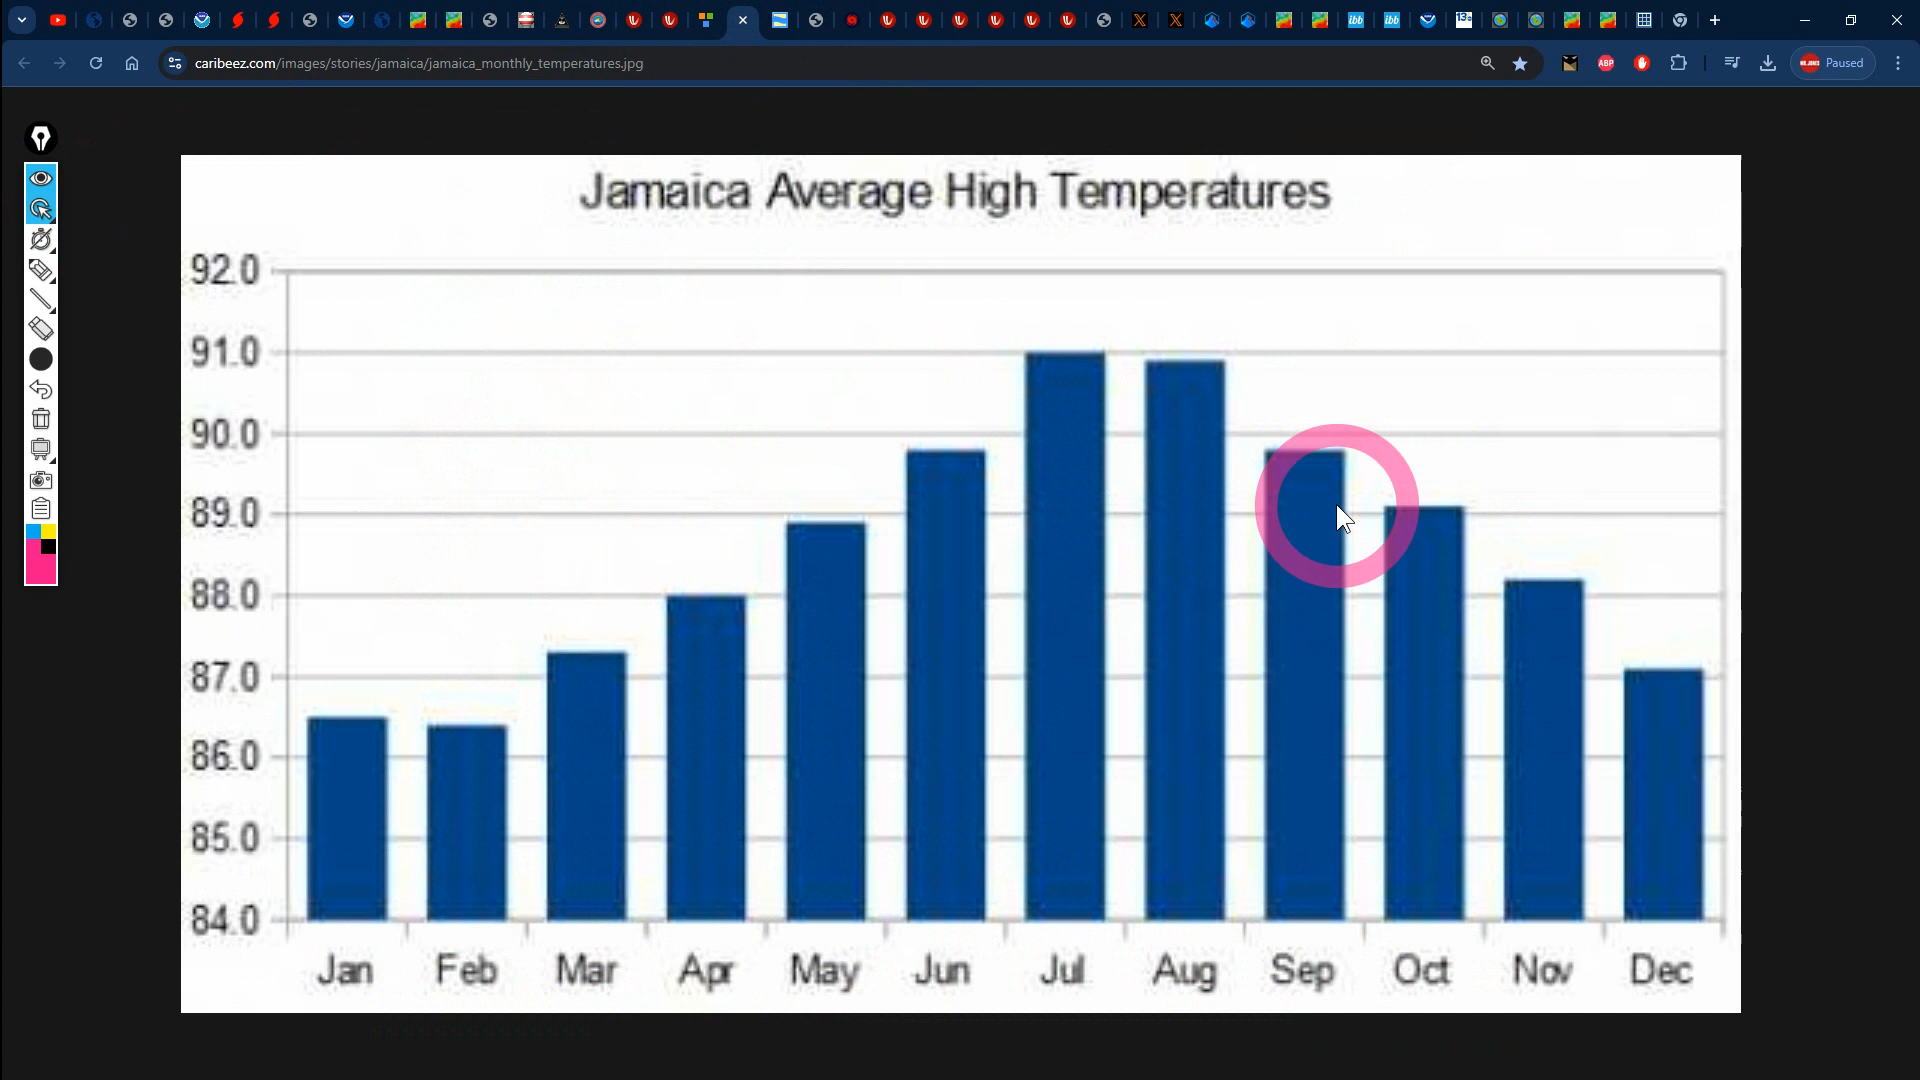 caribeez.com/images/stories/jamaica/jamaica_monthly_temperatures.jpg
ABP
Paused
Jamaica Average High Temperatures
92.0
91.0
90.0
89.0
88.0
87.0
86.0
85.0
84.0
Jan Feb Mar Apr May Jun Jul Aug Sep Oct Nov Dec